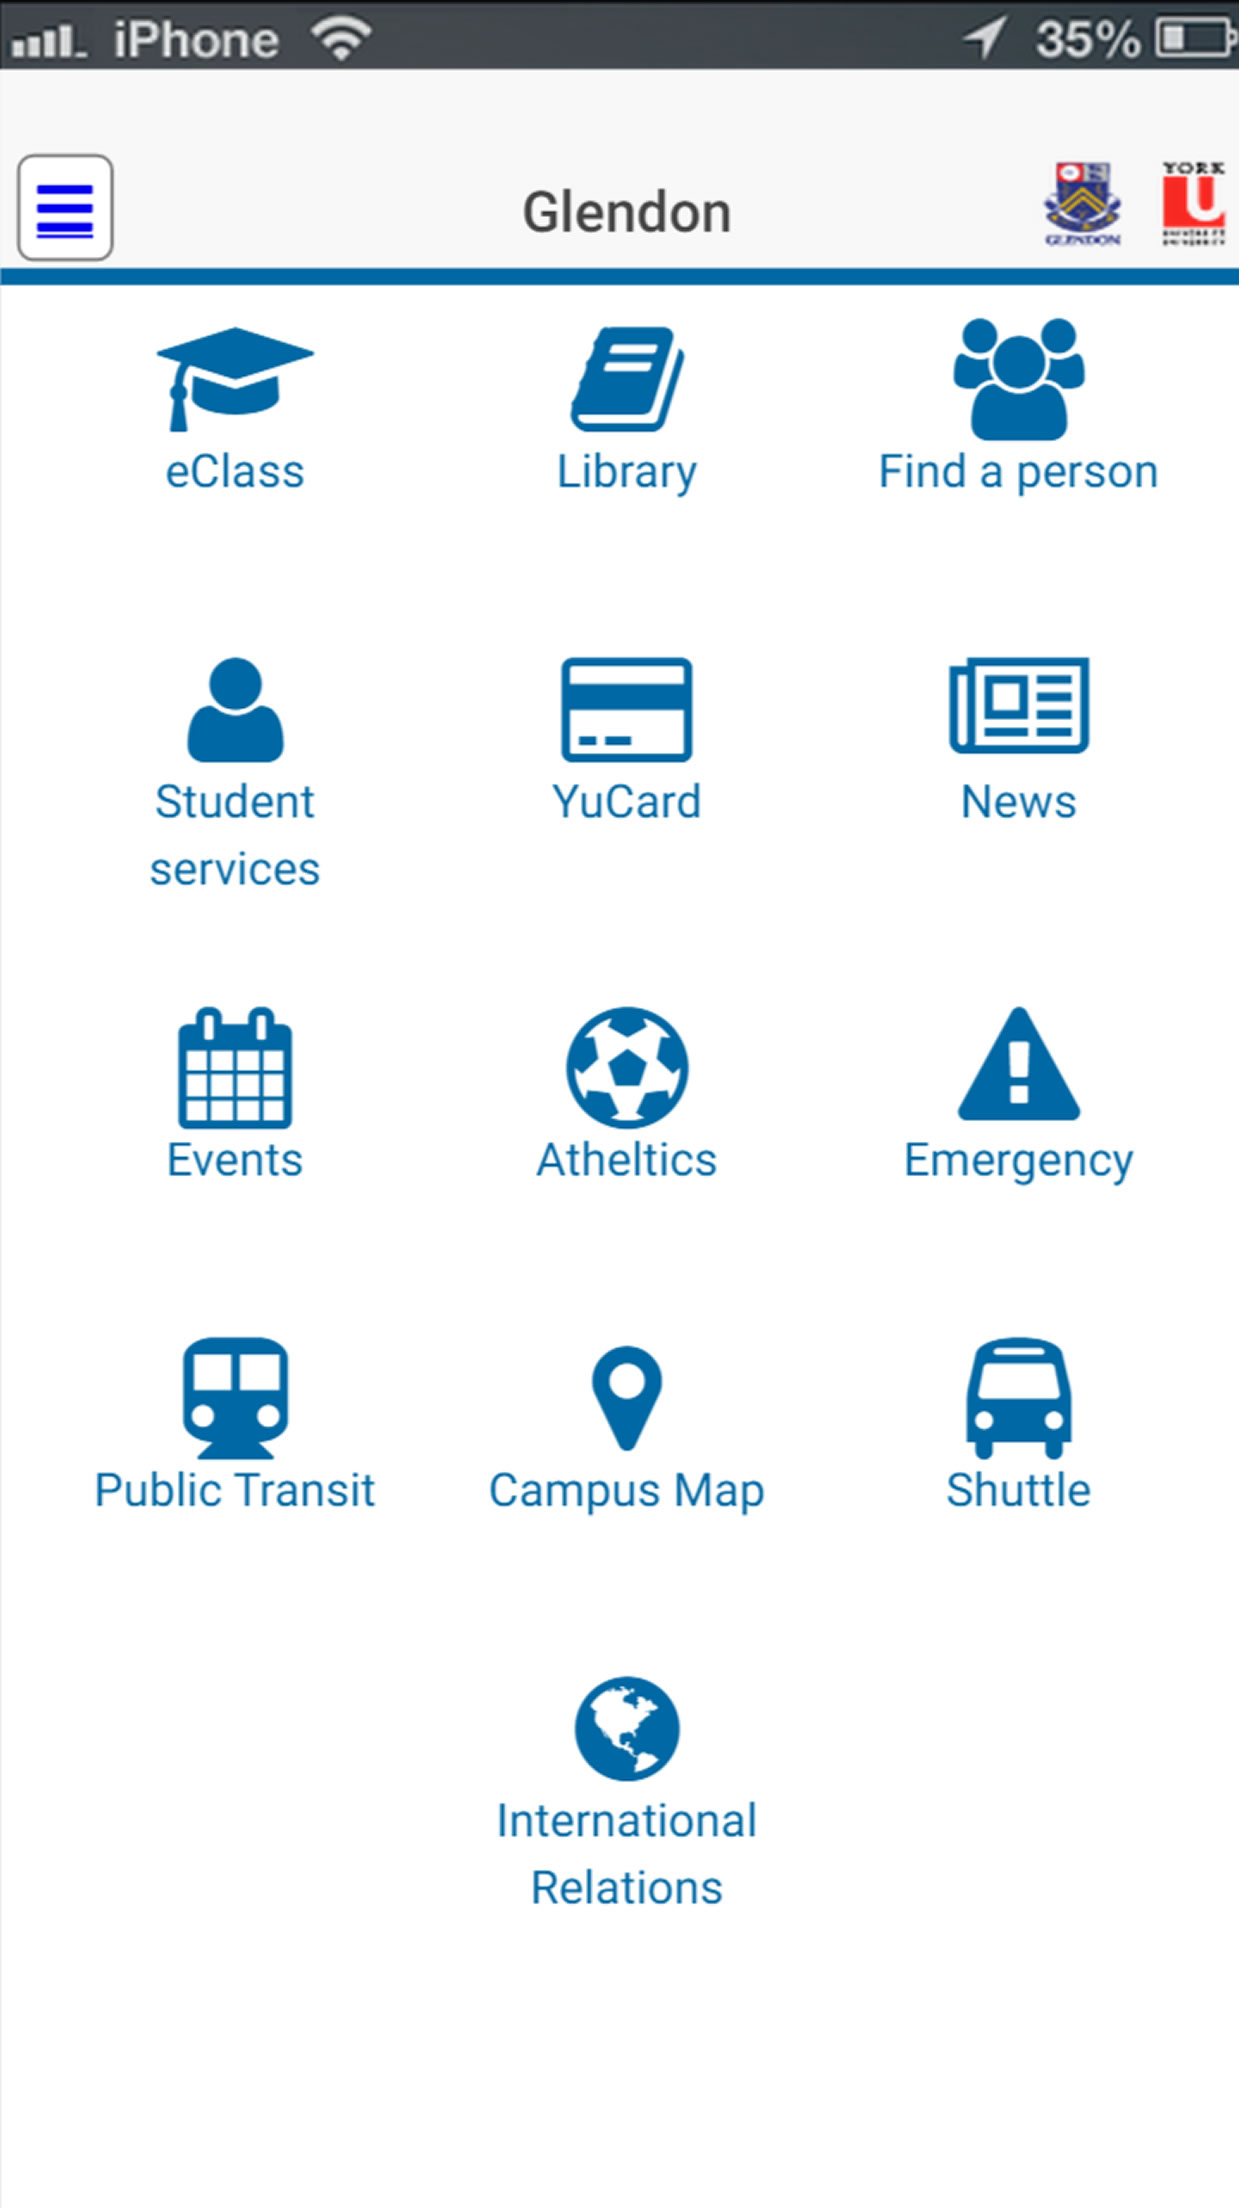 iPhone 35%
Glendon
GLENDON
YORK
U
eClass Library Find a person
Student
services
YuCard News
Events Atheltics Emergency
Public Transit Campus Map Shuttle
International
Relations